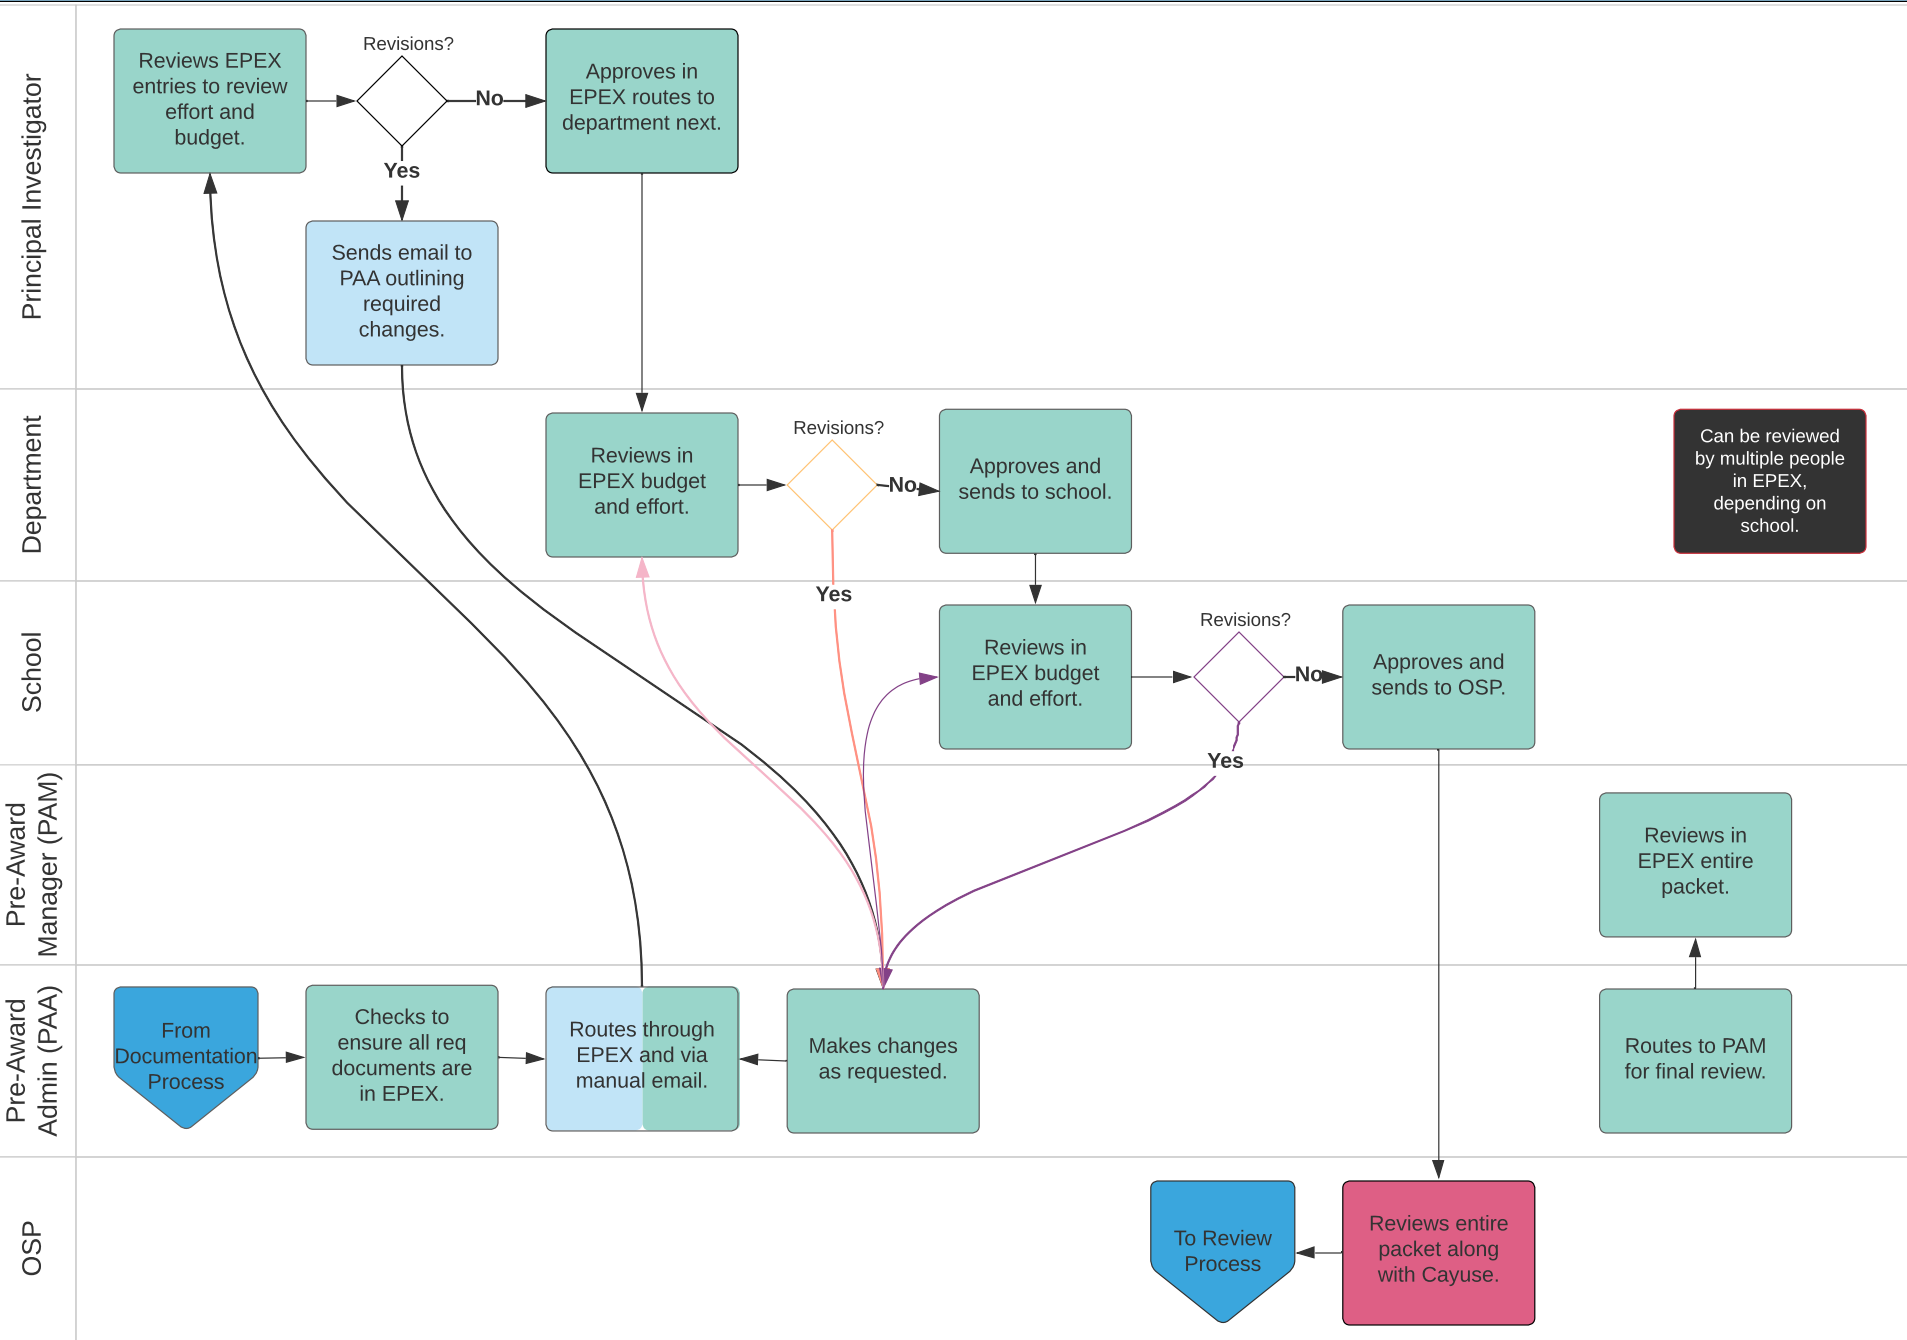 Principal Investigator
Reviews EPEX
entries to review
effort and
budget.
Revisions?
No
Yes
Approves in
EPEX routes to
department next.
Sends email to
PAA outlining
required
changes.
Department
Reviews in
EPEX budget
and effort.
Revisions?
No
Yes
Approves and
sends to school.
Can be reviewed
by multiple people
in EPEX,
depending on
school.
School
Reviews in
EPEX budget
and effort.
Revisions?
No
Yes
Approves and
sends to OSP.
Pre-Award
Manager (PAM)
Reviews in
EPEX entire
packet.
Pre-Award
Admin (PAA)
From
Documentation
Process
Checks to
ensure all req
documents are
in EPEX.
Routes through
EPEX and via
manual email.
Makes changes
as requested.
Routes to PAM
for final review.
OSP
To Review
Process
Reviews entire
packet along
with Cayuse.